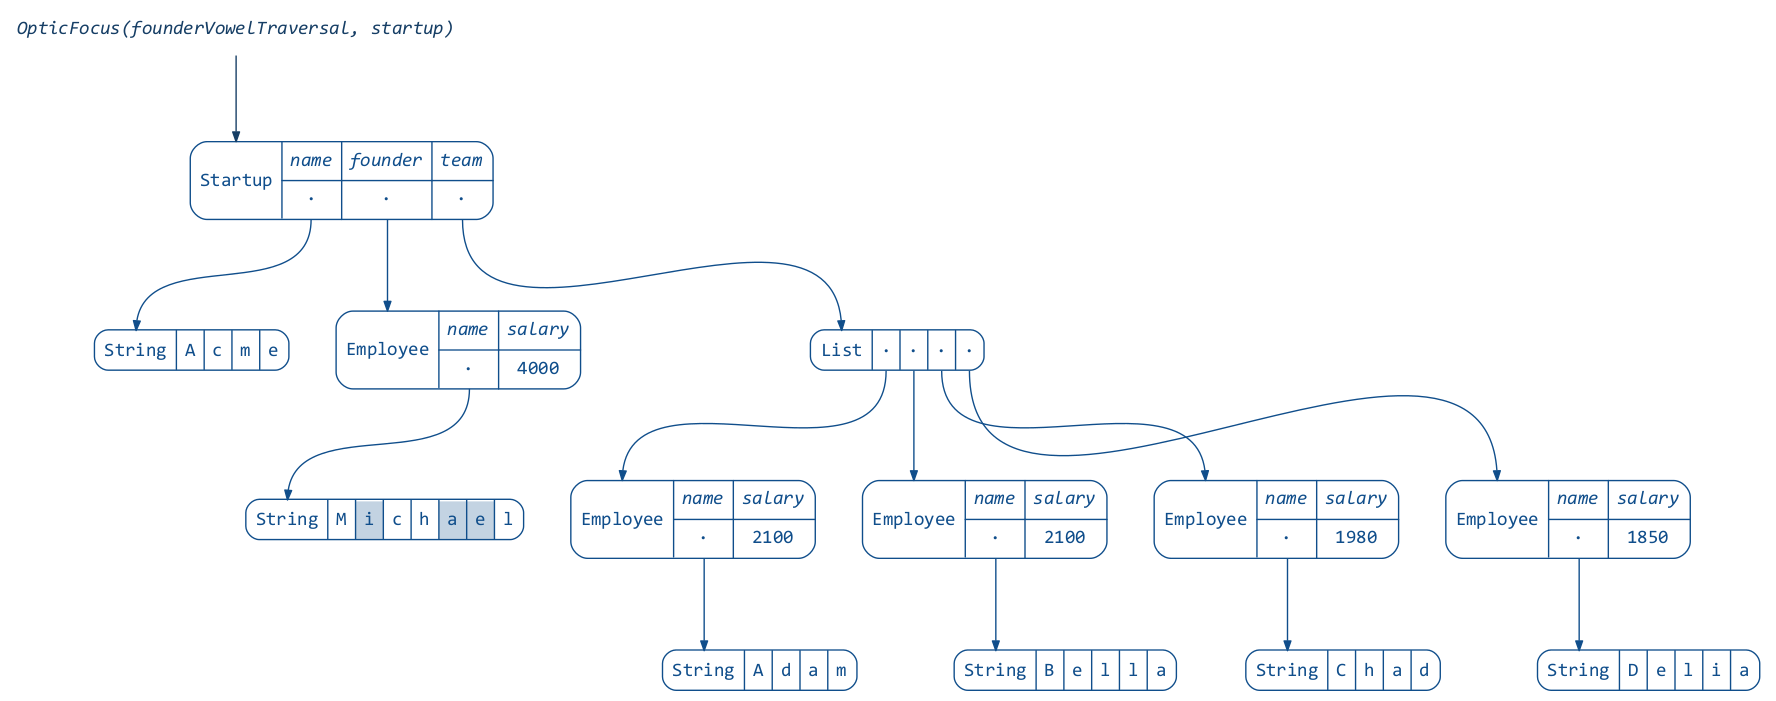 OpticFocus(founderVowelTraversal, startup)
Startup name founder team
· · ·
String A c m e
Employee name salary
· 4000
List · · · ·
String M i c h a e l
Employee name salary
· 2100
Employee name salary
· 2100
Employee name salary
· 1980
Employee name salary
· 1850
String A d a m
String B e l l a
String C h a d
String D e l i a